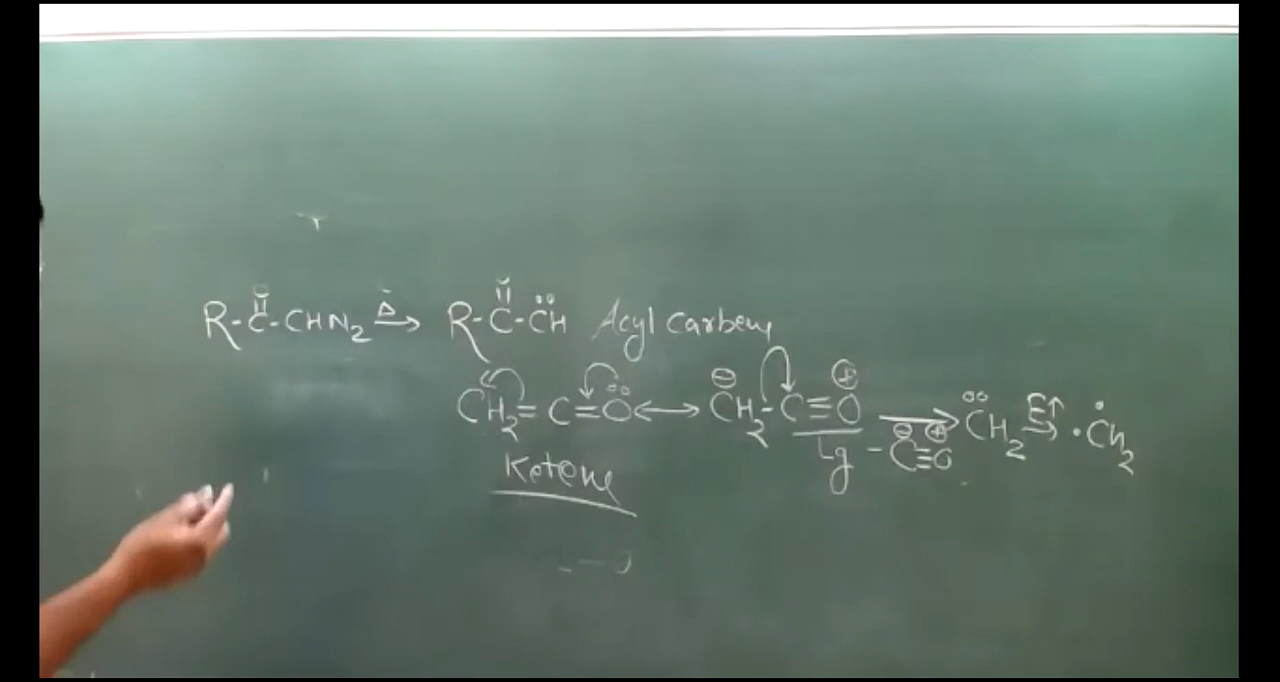 R-C-CHN₂ Δ→ R-C-C̈H Acyl Carbene
CH₂=C=Ö ↔ ⊖CH₂-C≡O⊕ → C̈H₂ E↑→ ·ĊH₂
Ketene Lg -C⊖≡O⊕